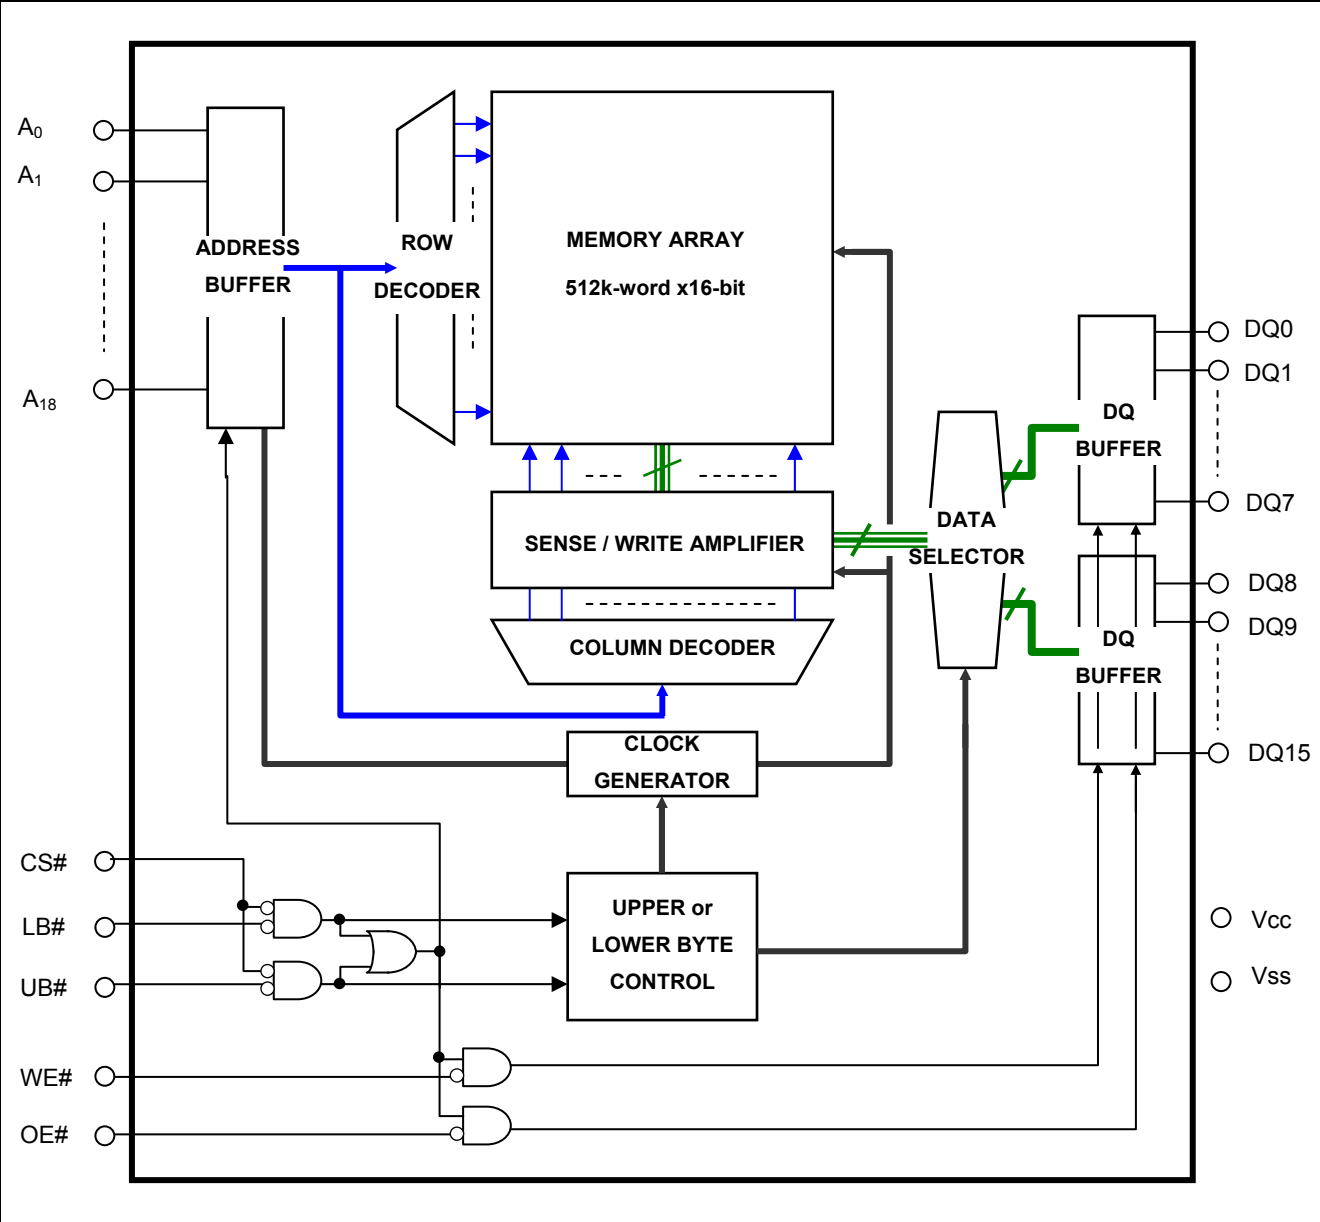 A0
A1
A18
ADDRESS
BUFFER
ROW
DECODER
MEMORY ARRAY
512k-word x16-bit
SENSE / WRITE AMPLIFIER
COLUMN DECODER
CLOCK
GENERATOR
DATA
SELECTOR
DQ
BUFFER
DQ
BUFFER
DQ0
DQ1
DQ7
DQ8
DQ9
DQ15
CS#
LB#
UB#
WE#
OE#
UPPER or
LOWER BYTE
CONTROL
Vcc
Vss